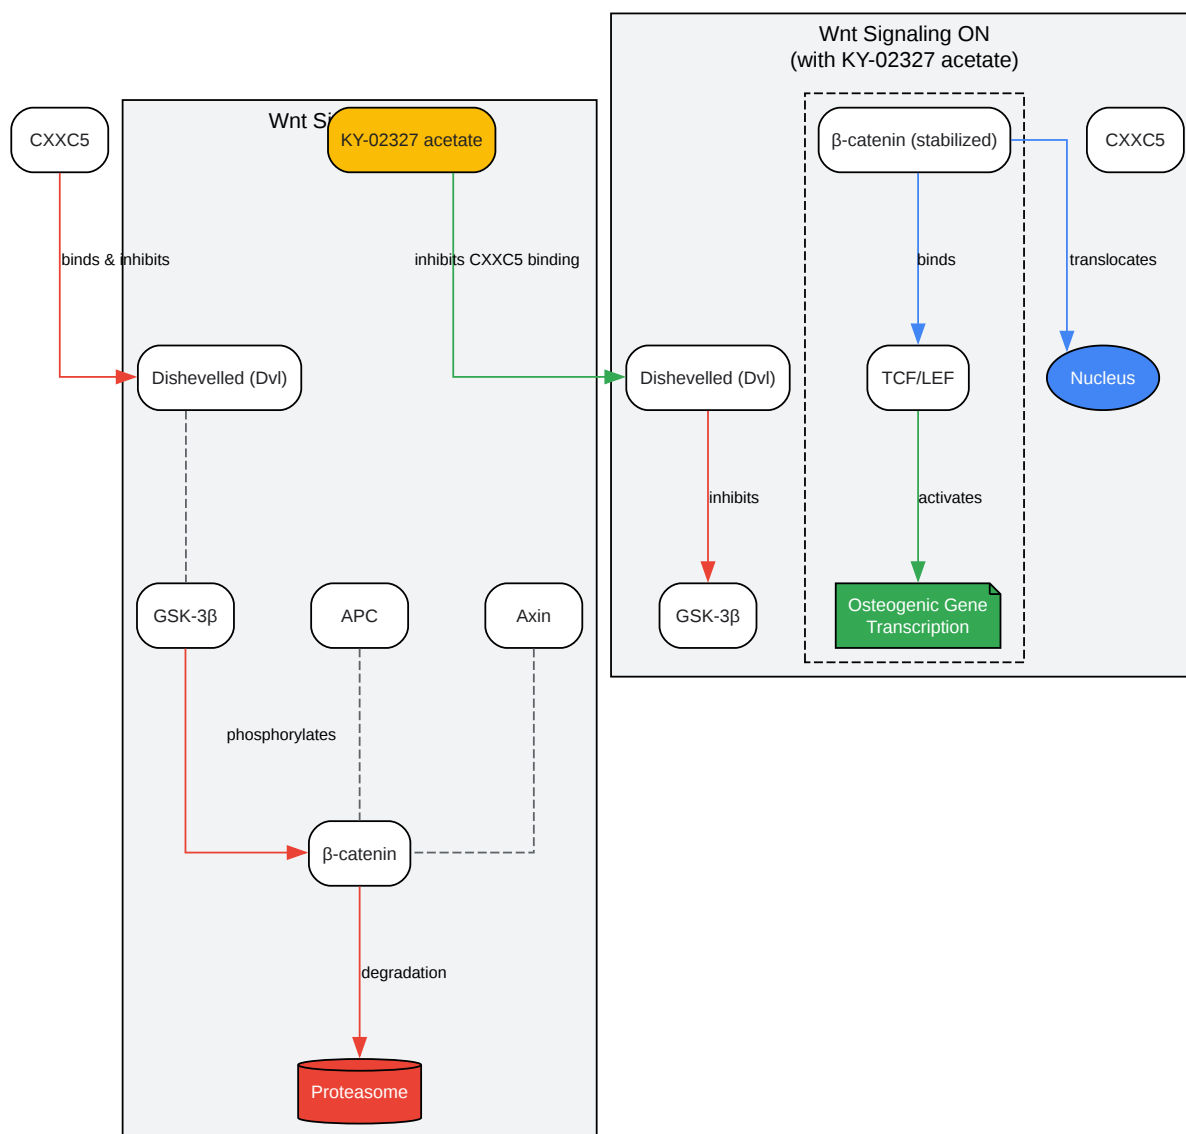 Wnt Signaling ON
(with KY-02327 acetate)
CXXC5
Wnt
KY-02327 acetate
β-catenin (stabilized)
CXXC5
binds & inhibits
inhibits CXXC5 binding
binds
translocates
Dishevelled (Dvl)
Dishevelled (Dvl)
TCF/LEF
Nucleus
inhibits
activates
GSK-3β
APC
Axin
GSK-3β
Osteogenic Gene
Transcription
phosphorylates
β-catenin
degradation
Proteasome